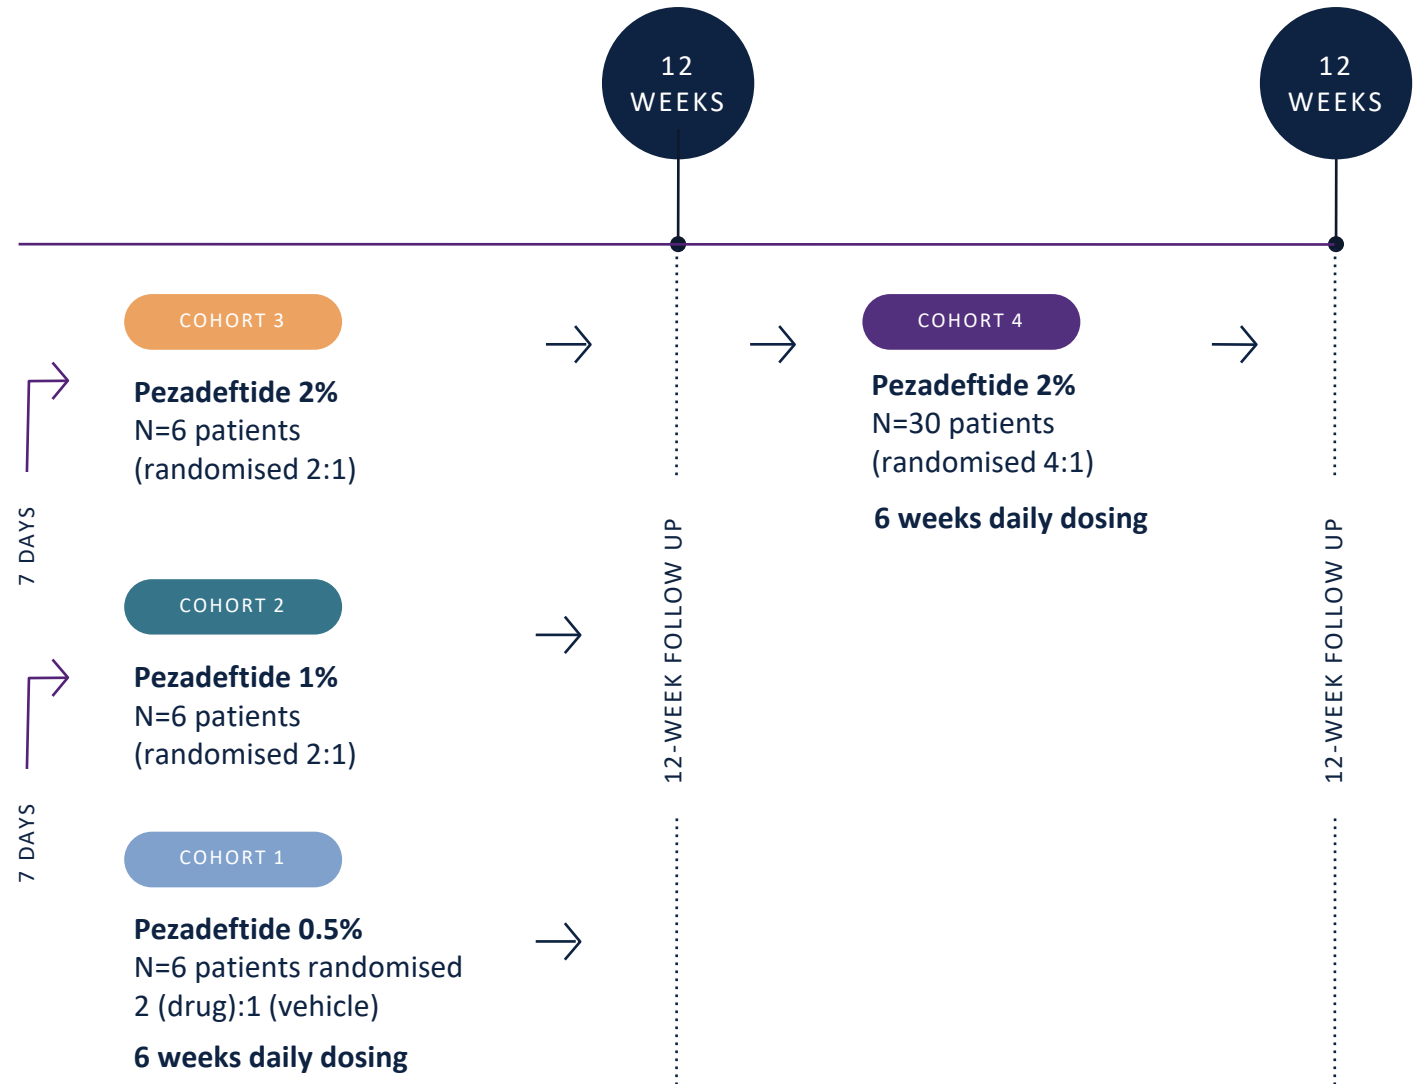 12
WEEKS
12
WEEKS
COHORT 3
Pezadeftide 2%
N=6 patients
(randomised 2:1)
7 DAYS
COHORT 2
Pezadeftide 1%
N=6 patients
(randomised 2:1)
7 DAYS
COHORT 1
Pezadeftide 0.5%
N=6 patients randomised
2 (drug):1 (vehicle)
6 weeks daily dosing
12-WEEK FOLLOW UP
COHORT 4
Pezadeftide 2%
N=30 patients
(randomised 4:1)
6 weeks daily dosing
12-WEEK FOLLOW UP